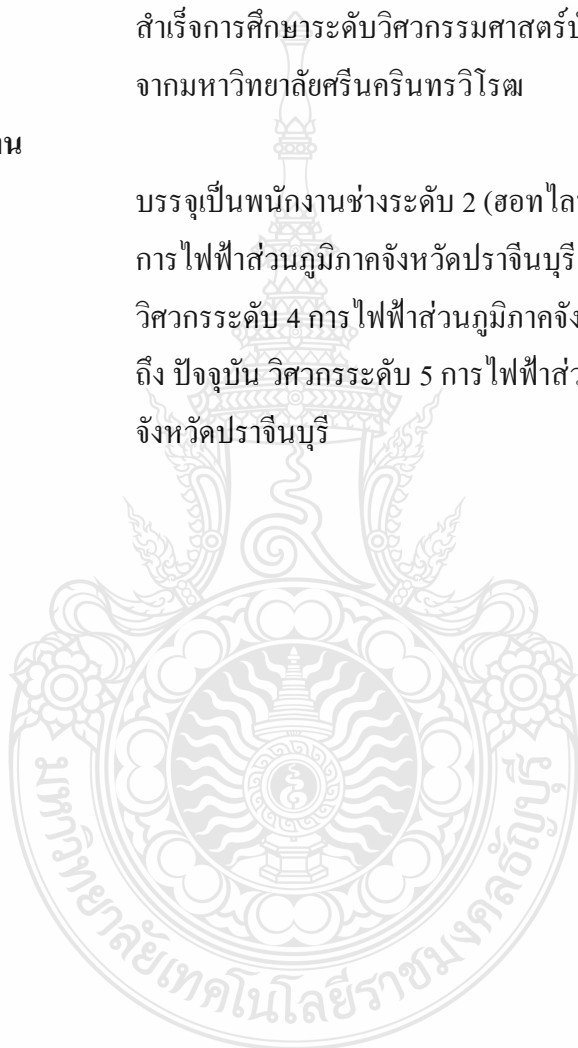 สำเร็จการศึกษาระดับวิศวกรรมศาสตร์
จากมหาวิทยาลัยศรีนครินทรวิโรฒ
บรรจุเป็นพนักงานช่างระดับ 2 (ฮอทไล
การไฟฟ้าส่วนภูมิภาคจังหวัดปราจีนบุรี
วิศวกรระดับ 4 การไฟฟ้าส่วนภูมิภาคจัง
ถึง ปัจจุบัน วิศวกรระดับ 5 การไฟฟ้าส่ว
จังหวัดปราจีนบุรี
มหาวิทยาลัยเทคโนโลยีราชมงคลธัญบุรี